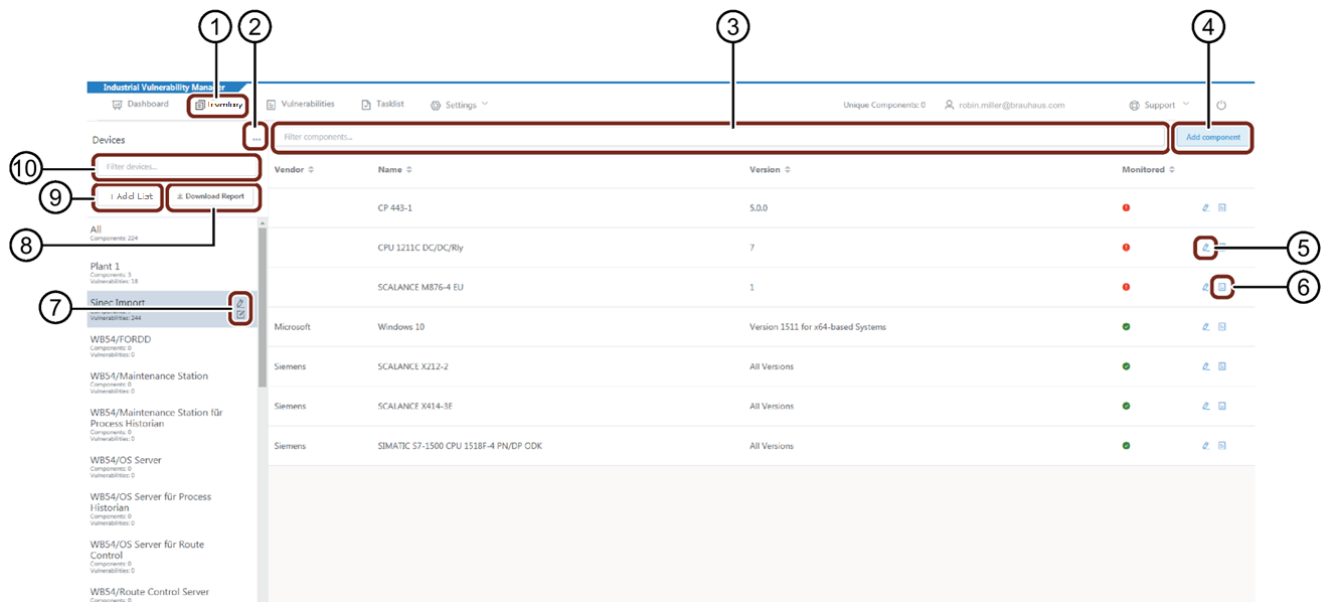 1 2 3 4
Industrial Vulnerability Manager
Dashboard Inventory Vulnerabilities Tasklist Settings Unique Components: 0 robin.miller@brauhaus.com Support
Devices ... Filter components... Add component
10 Filter devices... Vendor Name Version Monitored
9 + Add List Download Report
CP 443-1 5.0.0
8 All
Components: 224
CPU 1211C DC/DC/Rly 7 5
Plant 1
Components: 3
Vulnerabilities: 18
SCALANCE M876-4 EU 1 6
7 Sinec Import
Vulnerabilities: 244
Microsoft Windows 10 Version 1511 for x64-based Systems
WB54/FORDD
Components: 0
Vulnerabilities: 0
Siemens SCALANCE X212-2 All Versions
WB54/Maintenance Station
Components: 0
Vulnerabilities: 0
Siemens SCALANCE X414-3E All Versions
WB54/Maintenance Station für
Process Historian
Components: 0
Vulnerabilities: 0
Siemens SIMATIC S7-1500 CPU 1518F-4 PN/DP ODK All Versions
WB54/OS Server
Components: 0
Vulnerabilities: 0
WB54/OS Server für Process
Historian
Components: 0
Vulnerabilities: 0
WB54/OS Server für Route
Control
Components: 0
Vulnerabilities: 0
WB54/Route Control Server
Components: 0